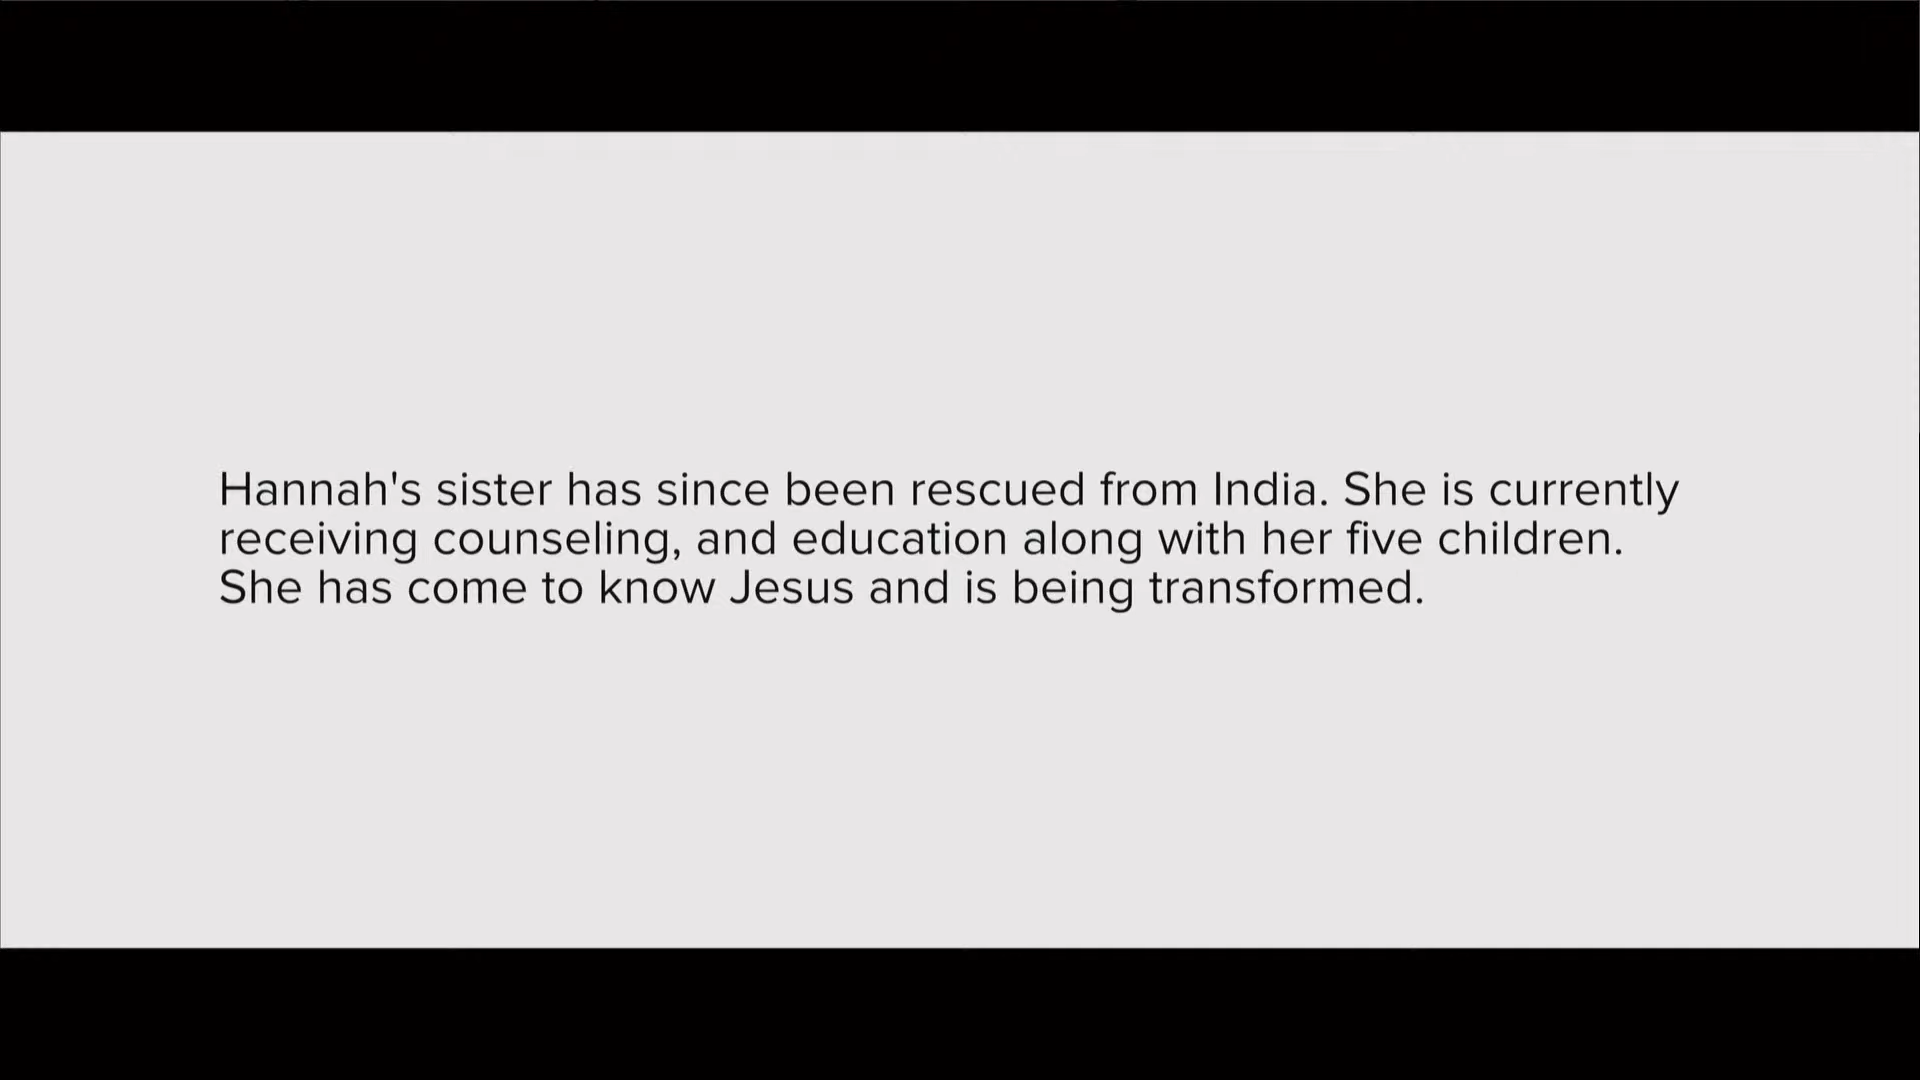 Hannah's sister has since been rescued from India. She is currently
receiving counseling, and education along with her five children.
She has come to know Jesus and is being transformed.